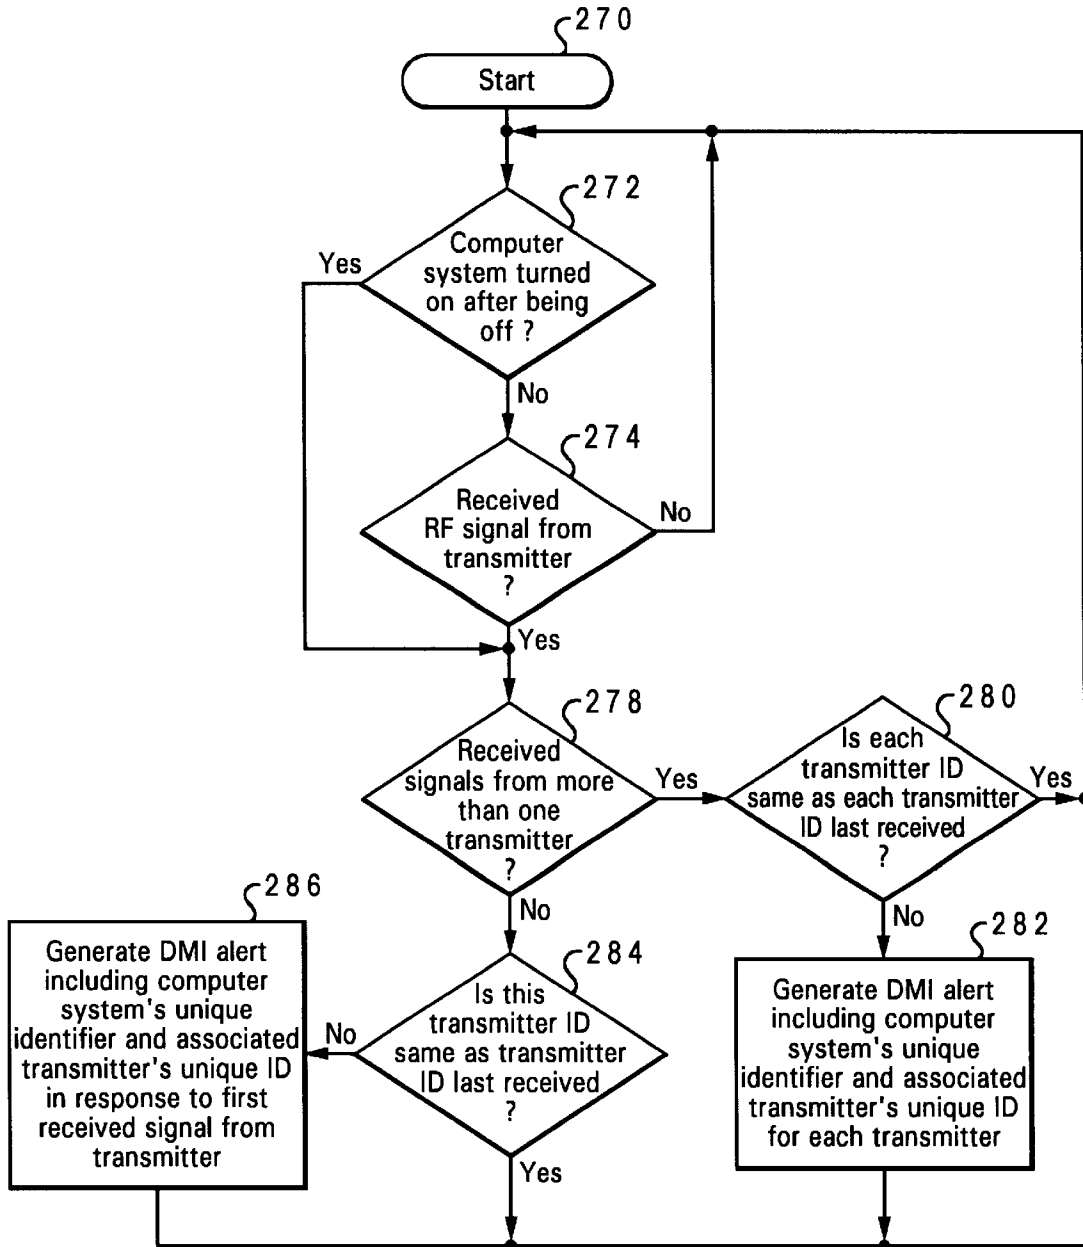 270
Start
272
Computer
system turned
on after being
off ?
Yes
No
274
Received
RF signal from
transmitter
?
No
Yes
278
Received
signals from more
than one
transmitter
?
Yes
280
Is each
transmitter ID
same as each transmitter
ID last received
?
Yes
No
No
286
Generate DMI alert
including computer
system's unique
identifier and associated
transmitter's unique ID
in response to first
received signal from
transmitter
284
Is this
transmitter ID
same as transmitter
ID last received
?
No
Yes
282
Generate DMI alert
including computer
system's unique
identifier and associated
transmitter's unique ID
for each transmitter